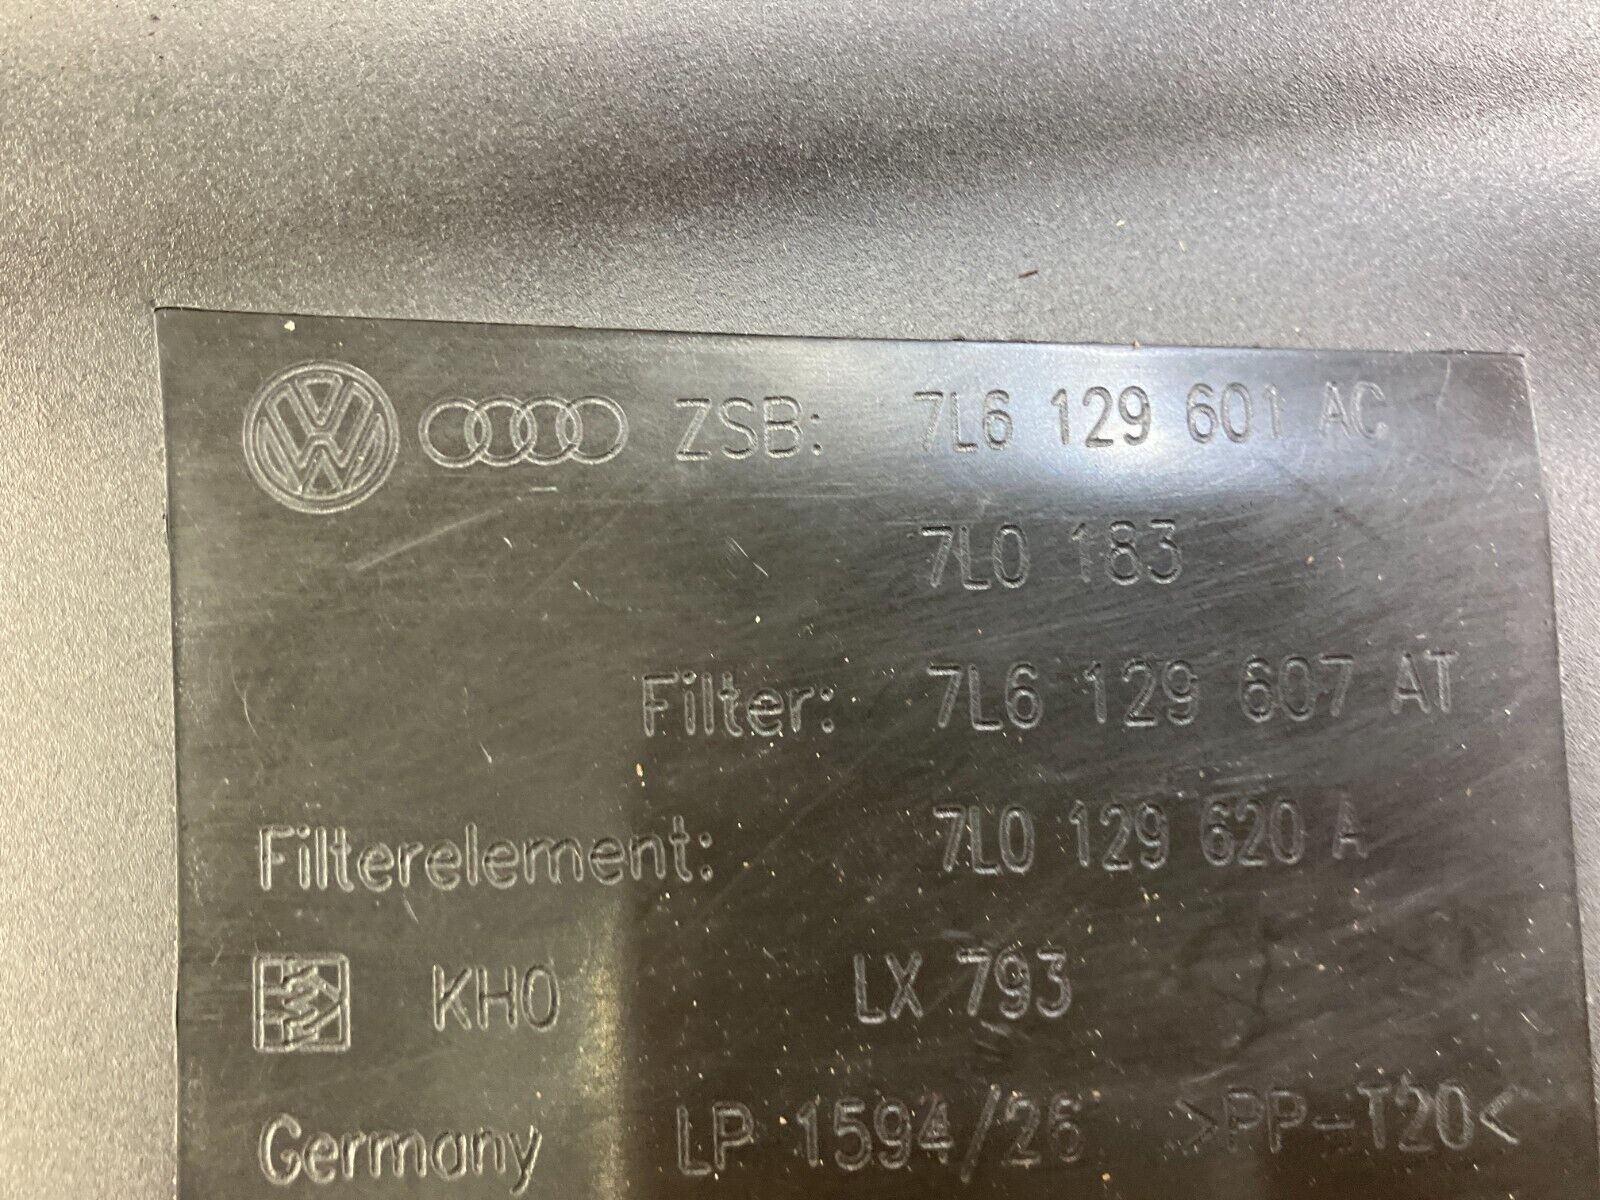 ZSB: 7L6 129 601 AC
7L0 183
Filter: 7L6 129 607 AT
Filterelement: 7L0 129 620 A
KHO LX 793
Germany LP 1594/26 >PP-T20<